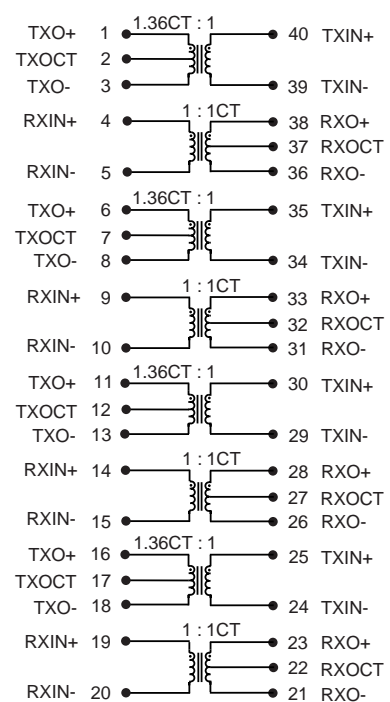 1.36CT : 1
TXO+ 1 40 TXIN+
TXOCT 2
TXO- 3 39 TXIN-
1 : 1CT
RXIN+ 4 38 RXO+
37 RXOCT
RXIN- 5 36 RXO-
1.36CT : 1
TXO+ 6 35 TXIN+
TXOCT 7
TXO- 8 34 TXIN-
1 : 1CT
RXIN+ 9 33 RXO+
32 RXOCT
RXIN- 10 31 RXO-
1.36CT : 1
TXO+ 11 30 TXIN+
TXOCT 12
TXO- 13 29 TXIN-
1 : 1CT
RXIN+ 14 28 RXO+
27 RXOCT
RXIN- 15 26 RXO-
1.36CT : 1
TXO+ 16 25 TXIN+
TXOCT 17
TXO- 18 24 TXIN-
1 : 1CT
RXIN+ 19 23 RXO+
22 RXOCT
RXIN- 20 21 RXO-